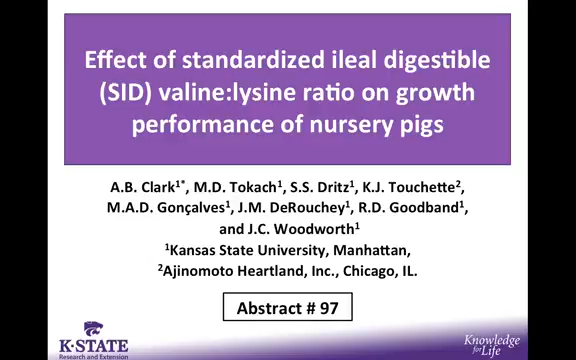 Effect of standardized ileal digestible
(SID) valine:lysine ratio on growth
performance of nursery pigs
A.B. Clark¹*, M.D. Tokach¹, S.S. Dritz¹, K.J. Touchette²,
M.A.D. Gonçalves¹, J.M. DeRouchey¹, R.D. Goodband¹,
and J.C. Woodworth¹
¹Kansas State University, Manhattan,
²Ajinomoto Heartland, Inc., Chicago, IL.
Abstract # 97
K-STATE
Research and Extension
Knowledge
for Life